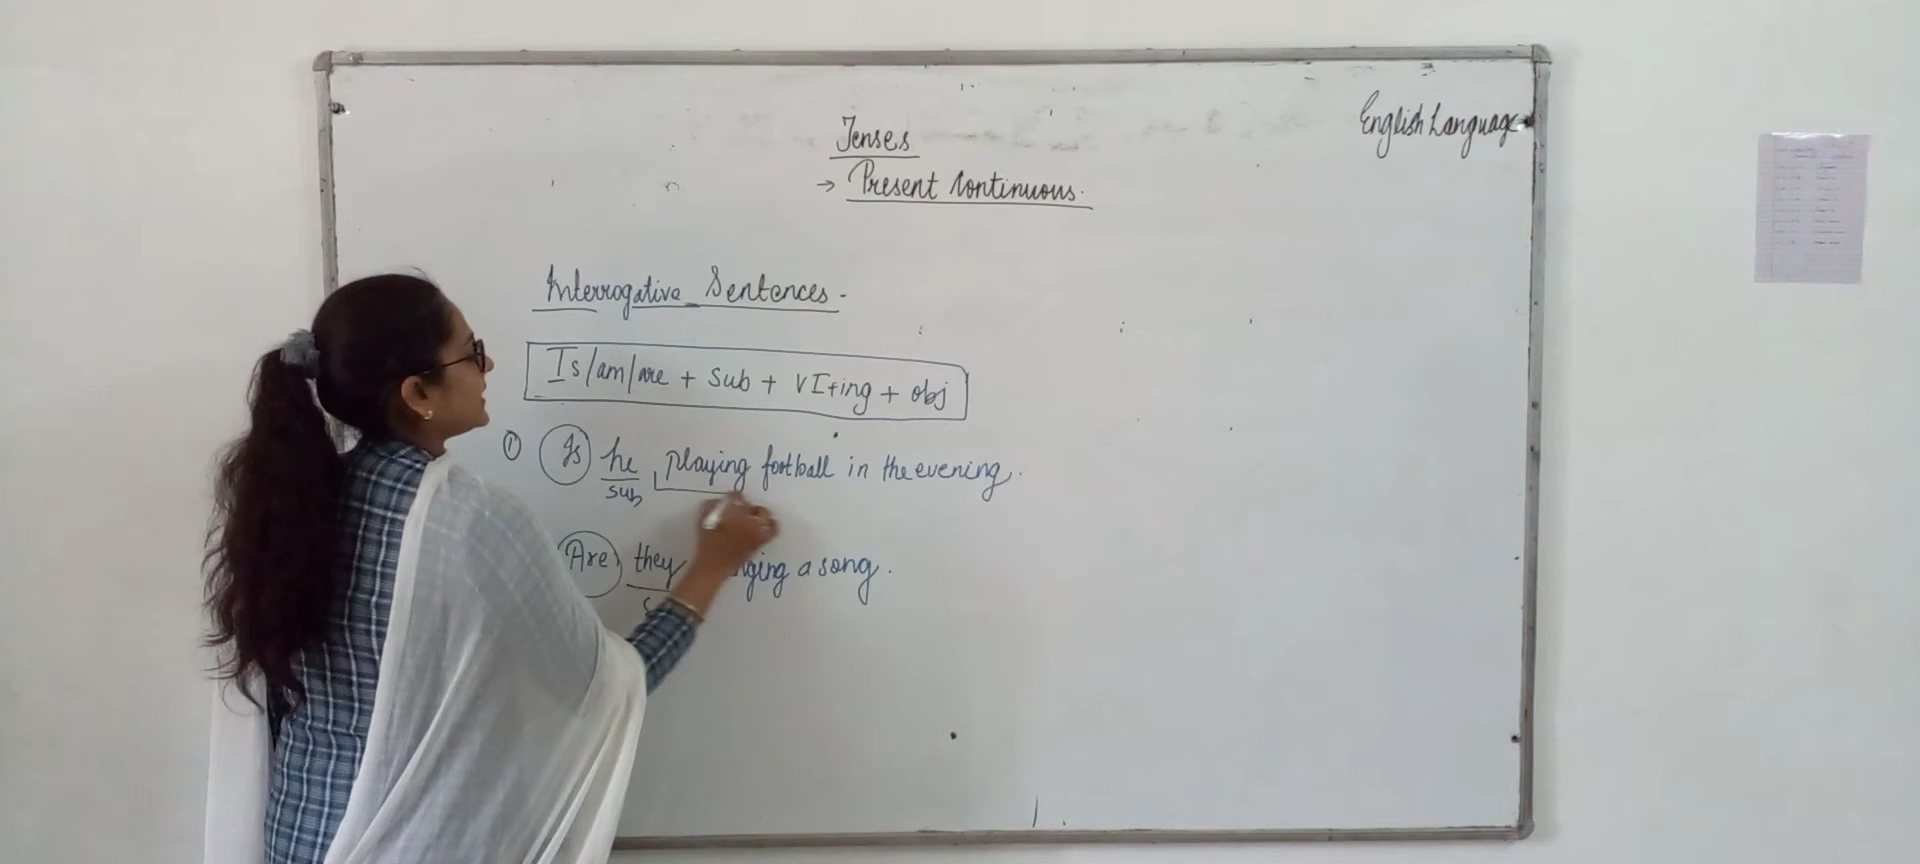 English Language
Tenses
→ Present Continuous.
Interrogative Sentences -
Is/am/are + Sub + VI+ing + obj
① Is he playing football in the evening.
sub
Are they a song.